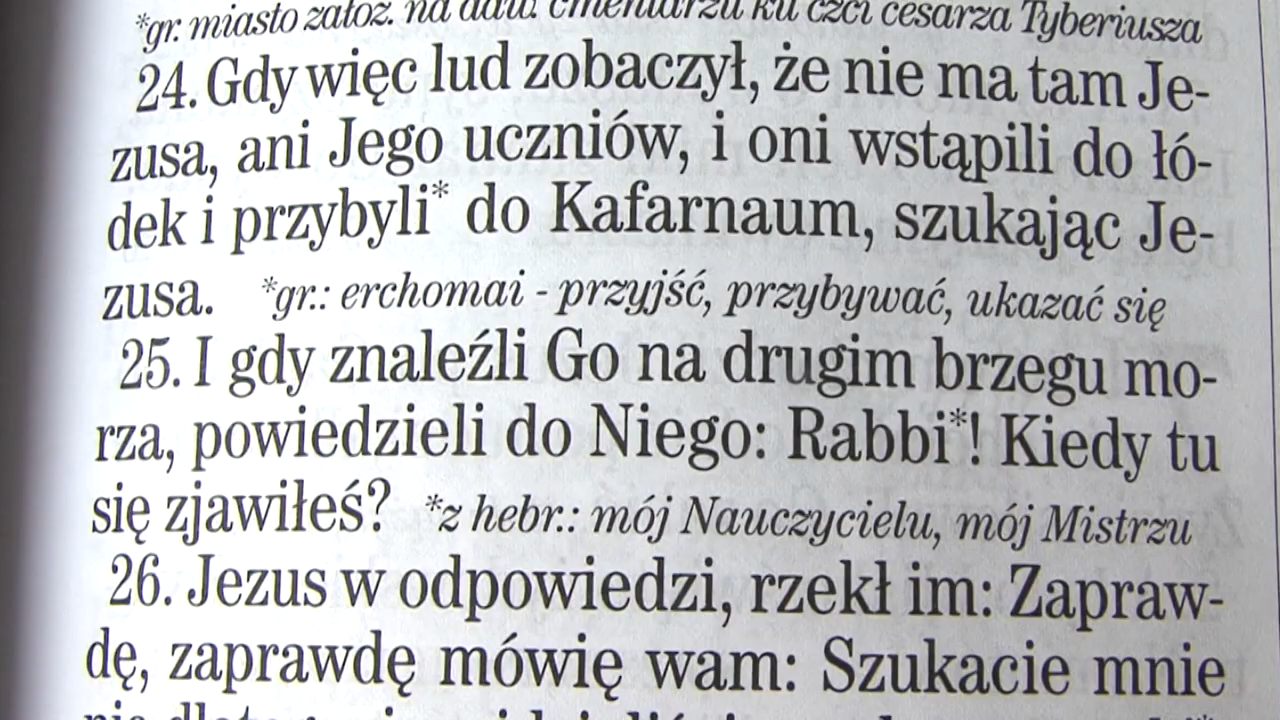 *gr. miasto założ. na daw. cmentarzu ku czci cesarza Tyberiusza
24. Gdy więc lud zobaczył, że nie ma tam Je-
zusa, ani Jego uczniów, i oni wstąpili do łó-
dek i przybyli* do Kafarnaum, szukając Je-
zusa. *gr.: erchomai - przyjść, przybywać, ukazać się
25. I gdy znaleźli Go na drugim brzegu mo-
rza, powiedzieli do Niego: Rabbi*! Kiedy tu
się zjawiłeś? *z hebr.: mój Nauczycielu, mój Mistrzu
26. Jezus w odpowiedzi, rzekł im: Zapraw-
dę, zaprawdę mówię wam: Szukacie mnie